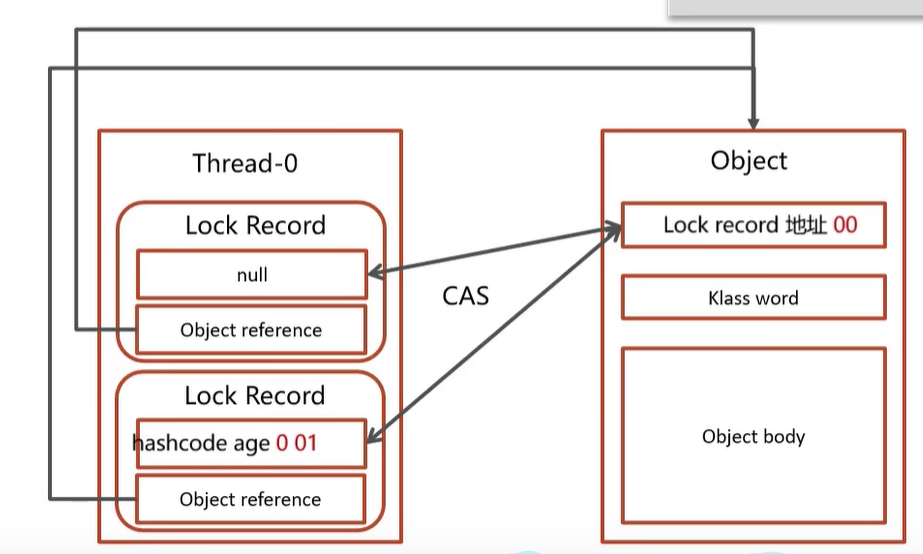 Thread-0
Lock Record
null
Object reference
Lock Record
hashcode age 0 01
Object reference
CAS
Object
Lock record 地址 00
Klass word
Object body